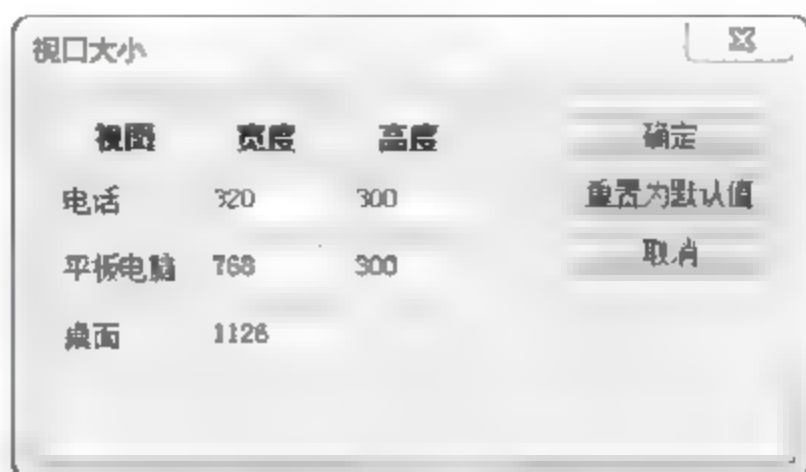 视口大小
视图 宽度 高度 确定
电话 320 300 重置为默认值
平板电脑 768 300 取消
桌面 1126